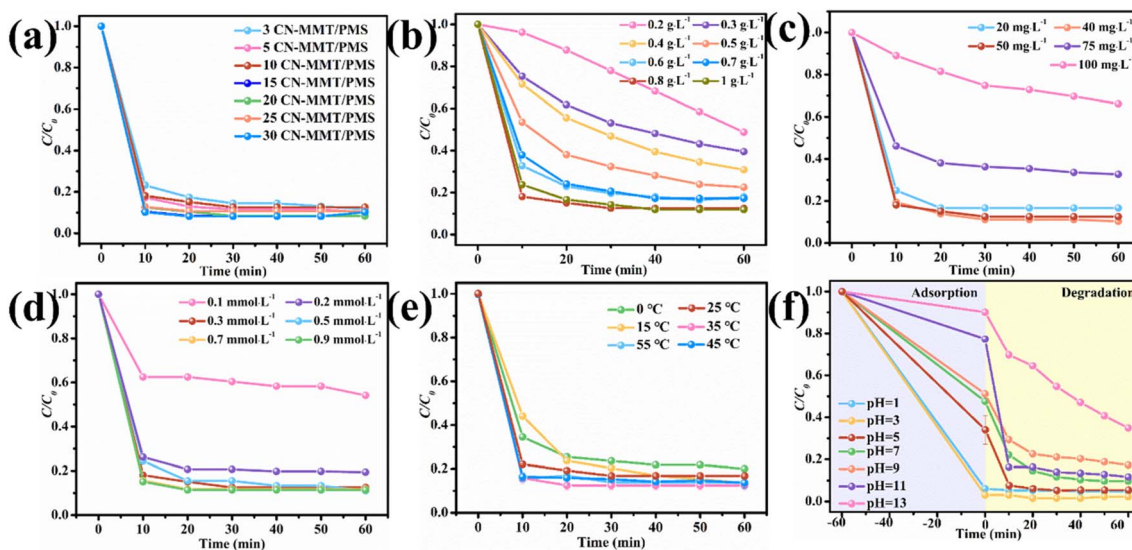 (a)
3 CN-MMT/PMS
5 CN-MMT/PMS
10 CN-MMT/PMS
15 CN-MMT/PMS
20 CN-MMT/PMS
25 CN-MMT/PMS
30 CN-MMT/PMS
C/C₀
1.0
0.8
0.6
0.4
0.2
0.0
0 10 20 30 40 50 60
Time (min)
(b)
0.2 g·L⁻¹ 0.3 g·L⁻¹
0.4 g·L⁻¹ 0.5 g·L⁻¹
0.6 g·L⁻¹ 0.7 g·L⁻¹
0.8 g·L⁻¹ 1 g·L⁻¹
C/C₀
1.0
0.8
0.6
0.4
0.2
0.0
0 10 20 30 40 50 60
Time (min)
(c)
20 mg·L⁻¹ 40 mg·L⁻¹
50 mg·L⁻¹ 75 mg·L⁻¹
100 mg·L⁻¹
C/C₀
1.0
0.8
0.6
0.4
0.2
0.0
0 10 20 30 40 50 60
Time (min)
(d)
0.1 mmol·L⁻¹ 0.2 mmol·L⁻¹
0.3 mmol·L⁻¹ 0.5 mmol·L⁻¹
0.7 mmol·L⁻¹ 0.9 mmol·L⁻¹
C/C₀
1.0
0.8
0.6
0.4
0.2
0.0
0 10 20 30 40 50 60
Time (min)
(e)
0 °C 25 °C
15 °C 35 °C
55 °C 45 °C
C/C₀
1.0
0.8
0.6
0.4
0.2
0.0
0 10 20 30 40 50 60
Time (min)
(f)
Adsorption Degradation
pH=1
pH=3
pH=5
pH=7
pH=9
pH=11
pH=13
C/C₀
1.0
0.8
0.6
0.4
0.2
0.0
-60 -40 -20 0 20 40 60
Time (min)